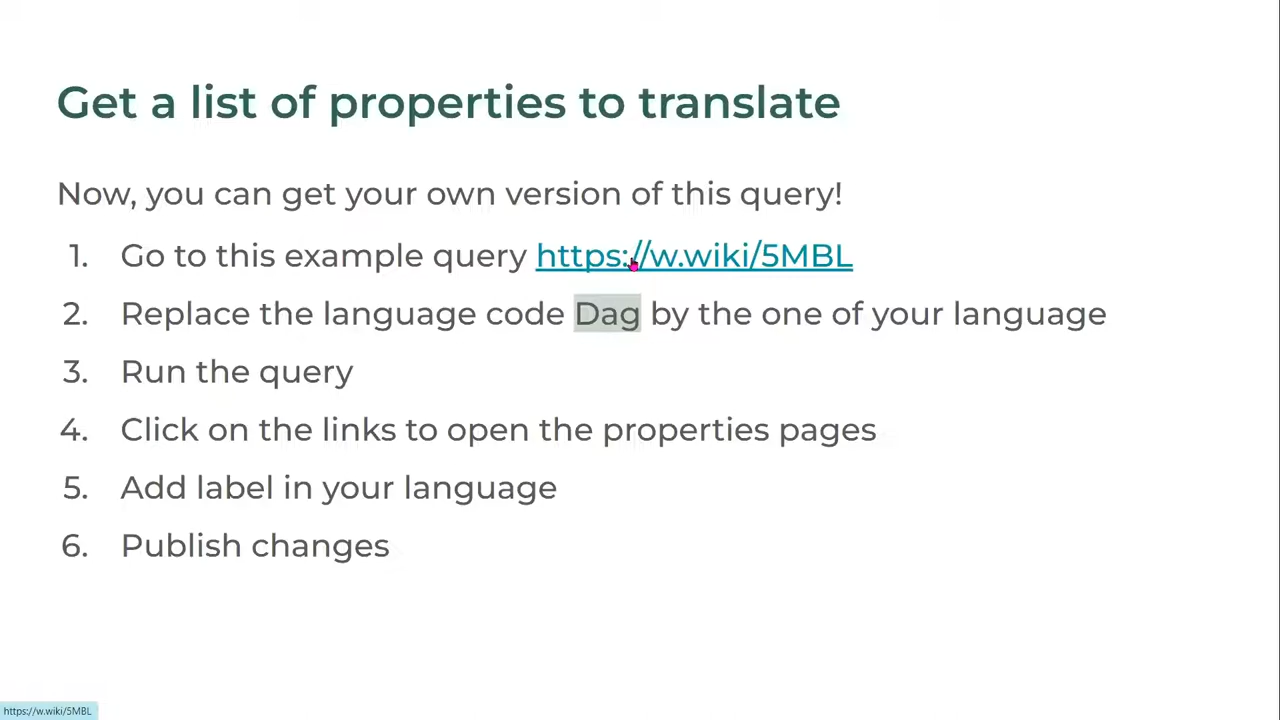 Get a list of properties to translate
Now, you can get your own version of this query!
1. Go to this example query https://w.wiki/5MBL
2. Replace the language code Dag by the one of your language
3. Run the query
4. Click on the links to open the properties pages
5. Add label in your language
6. Publish changes
https://w.wiki/5MBL